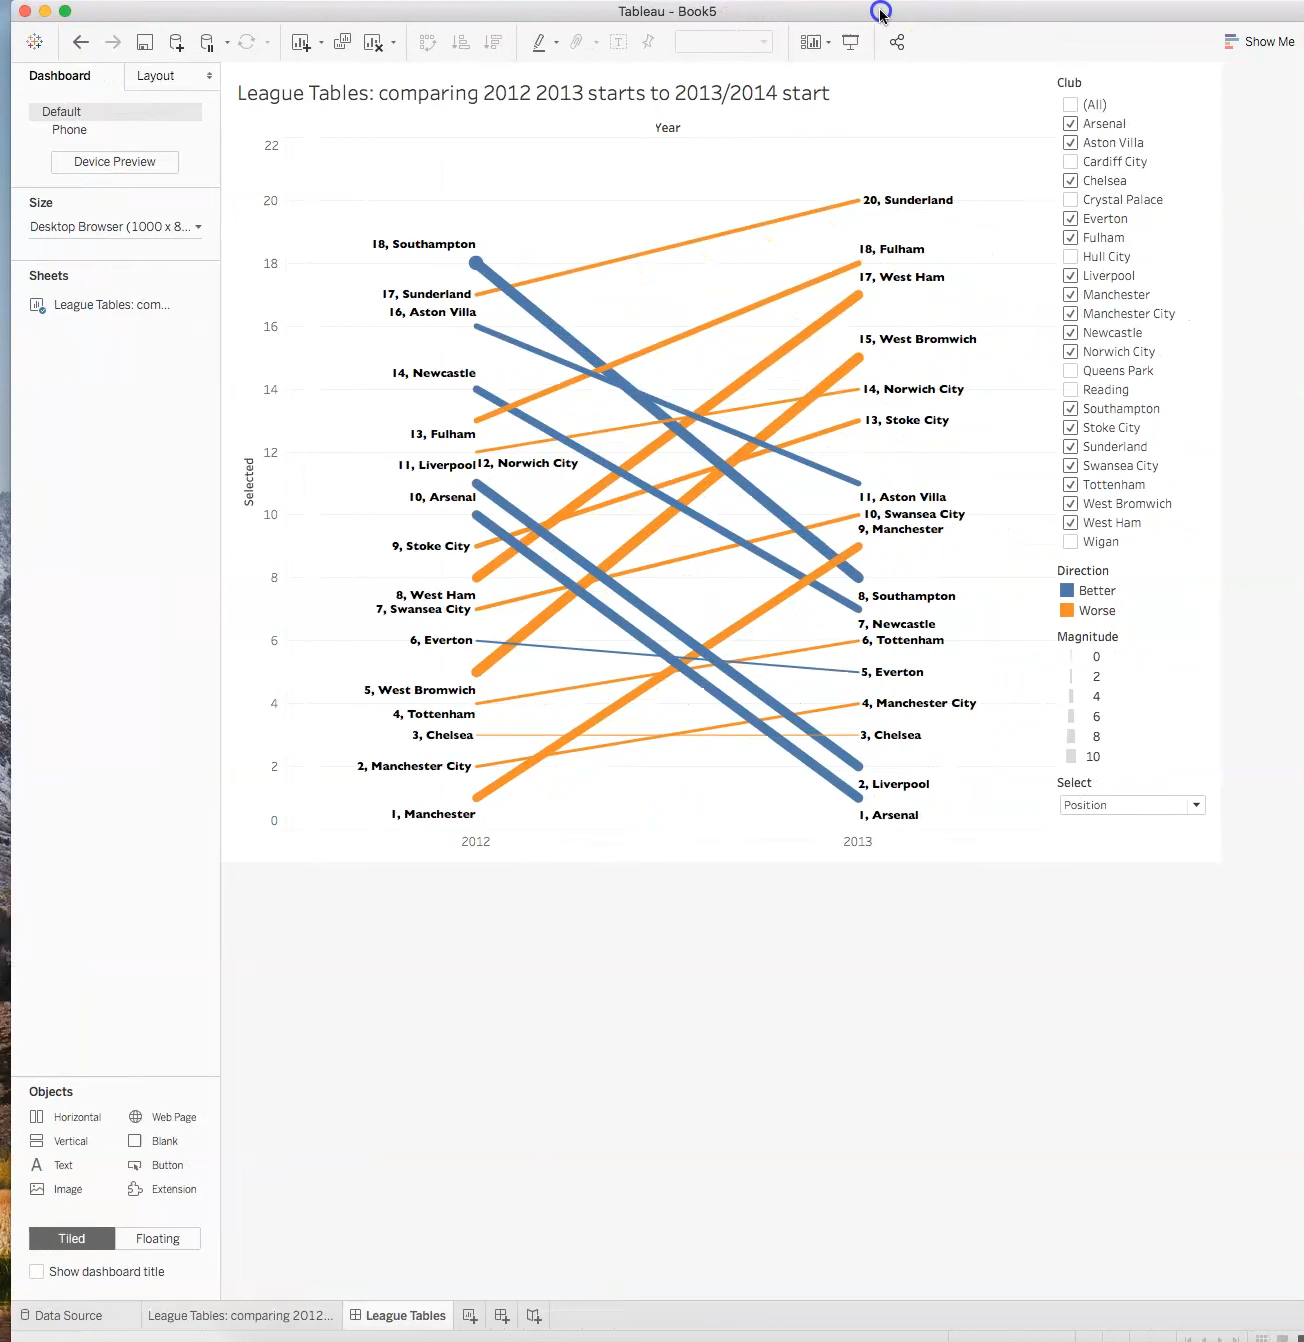 Tableau - Book5
Show Me
Dashboard
Layout
Default
Phone
Device Preview
Size
Desktop Browser (1000 x 8...
Sheets
League Tables: com...
Objects
Horizontal
Web Page
Vertical
Blank
Text
Button
Image
Extension
Tiled
Floating
Show dashboard title
League Tables: comparing 2012 2013 starts to 2013/2014 start
Year
Selected
22
20
18
16
14
12
10
8
6
4
2
0
18, Southampton
17, Sunderland
16, Aston Villa
14, Newcastle
13, Fulham
11, Liverpool
12, Norwich City
10, Arsenal
9, Stoke City
8, West Ham
7, Swansea City
6, Everton
5, West Bromwich
4, Tottenham
3, Chelsea
2, Manchester City
1, Manchester
20, Sunderland
18, Fulham
17, West Ham
15, West Bromwich
14, Norwich City
13, Stoke City
11, Aston Villa
10, Swansea City
9, Manchester
8, Southampton
7, Newcastle
6, Tottenham
5, Everton
4, Manchester City
3, Chelsea
2, Liverpool
1, Arsenal
2012
2013
Club
(All)
Arsenal
Aston Villa
Cardiff City
Chelsea
Crystal Palace
Everton
Fulham
Hull City
Liverpool
Manchester
Manchester City
Newcastle
Norwich City
Queens Park
Reading
Southampton
Stoke City
Sunderland
Swansea City
Tottenham
West Bromwich
West Ham
Wigan
Direction
Better
Worse
Magnitude
0
2
4
6
8
10
Select
Position
Data Source
League Tables: comparing 2012...
League Tables